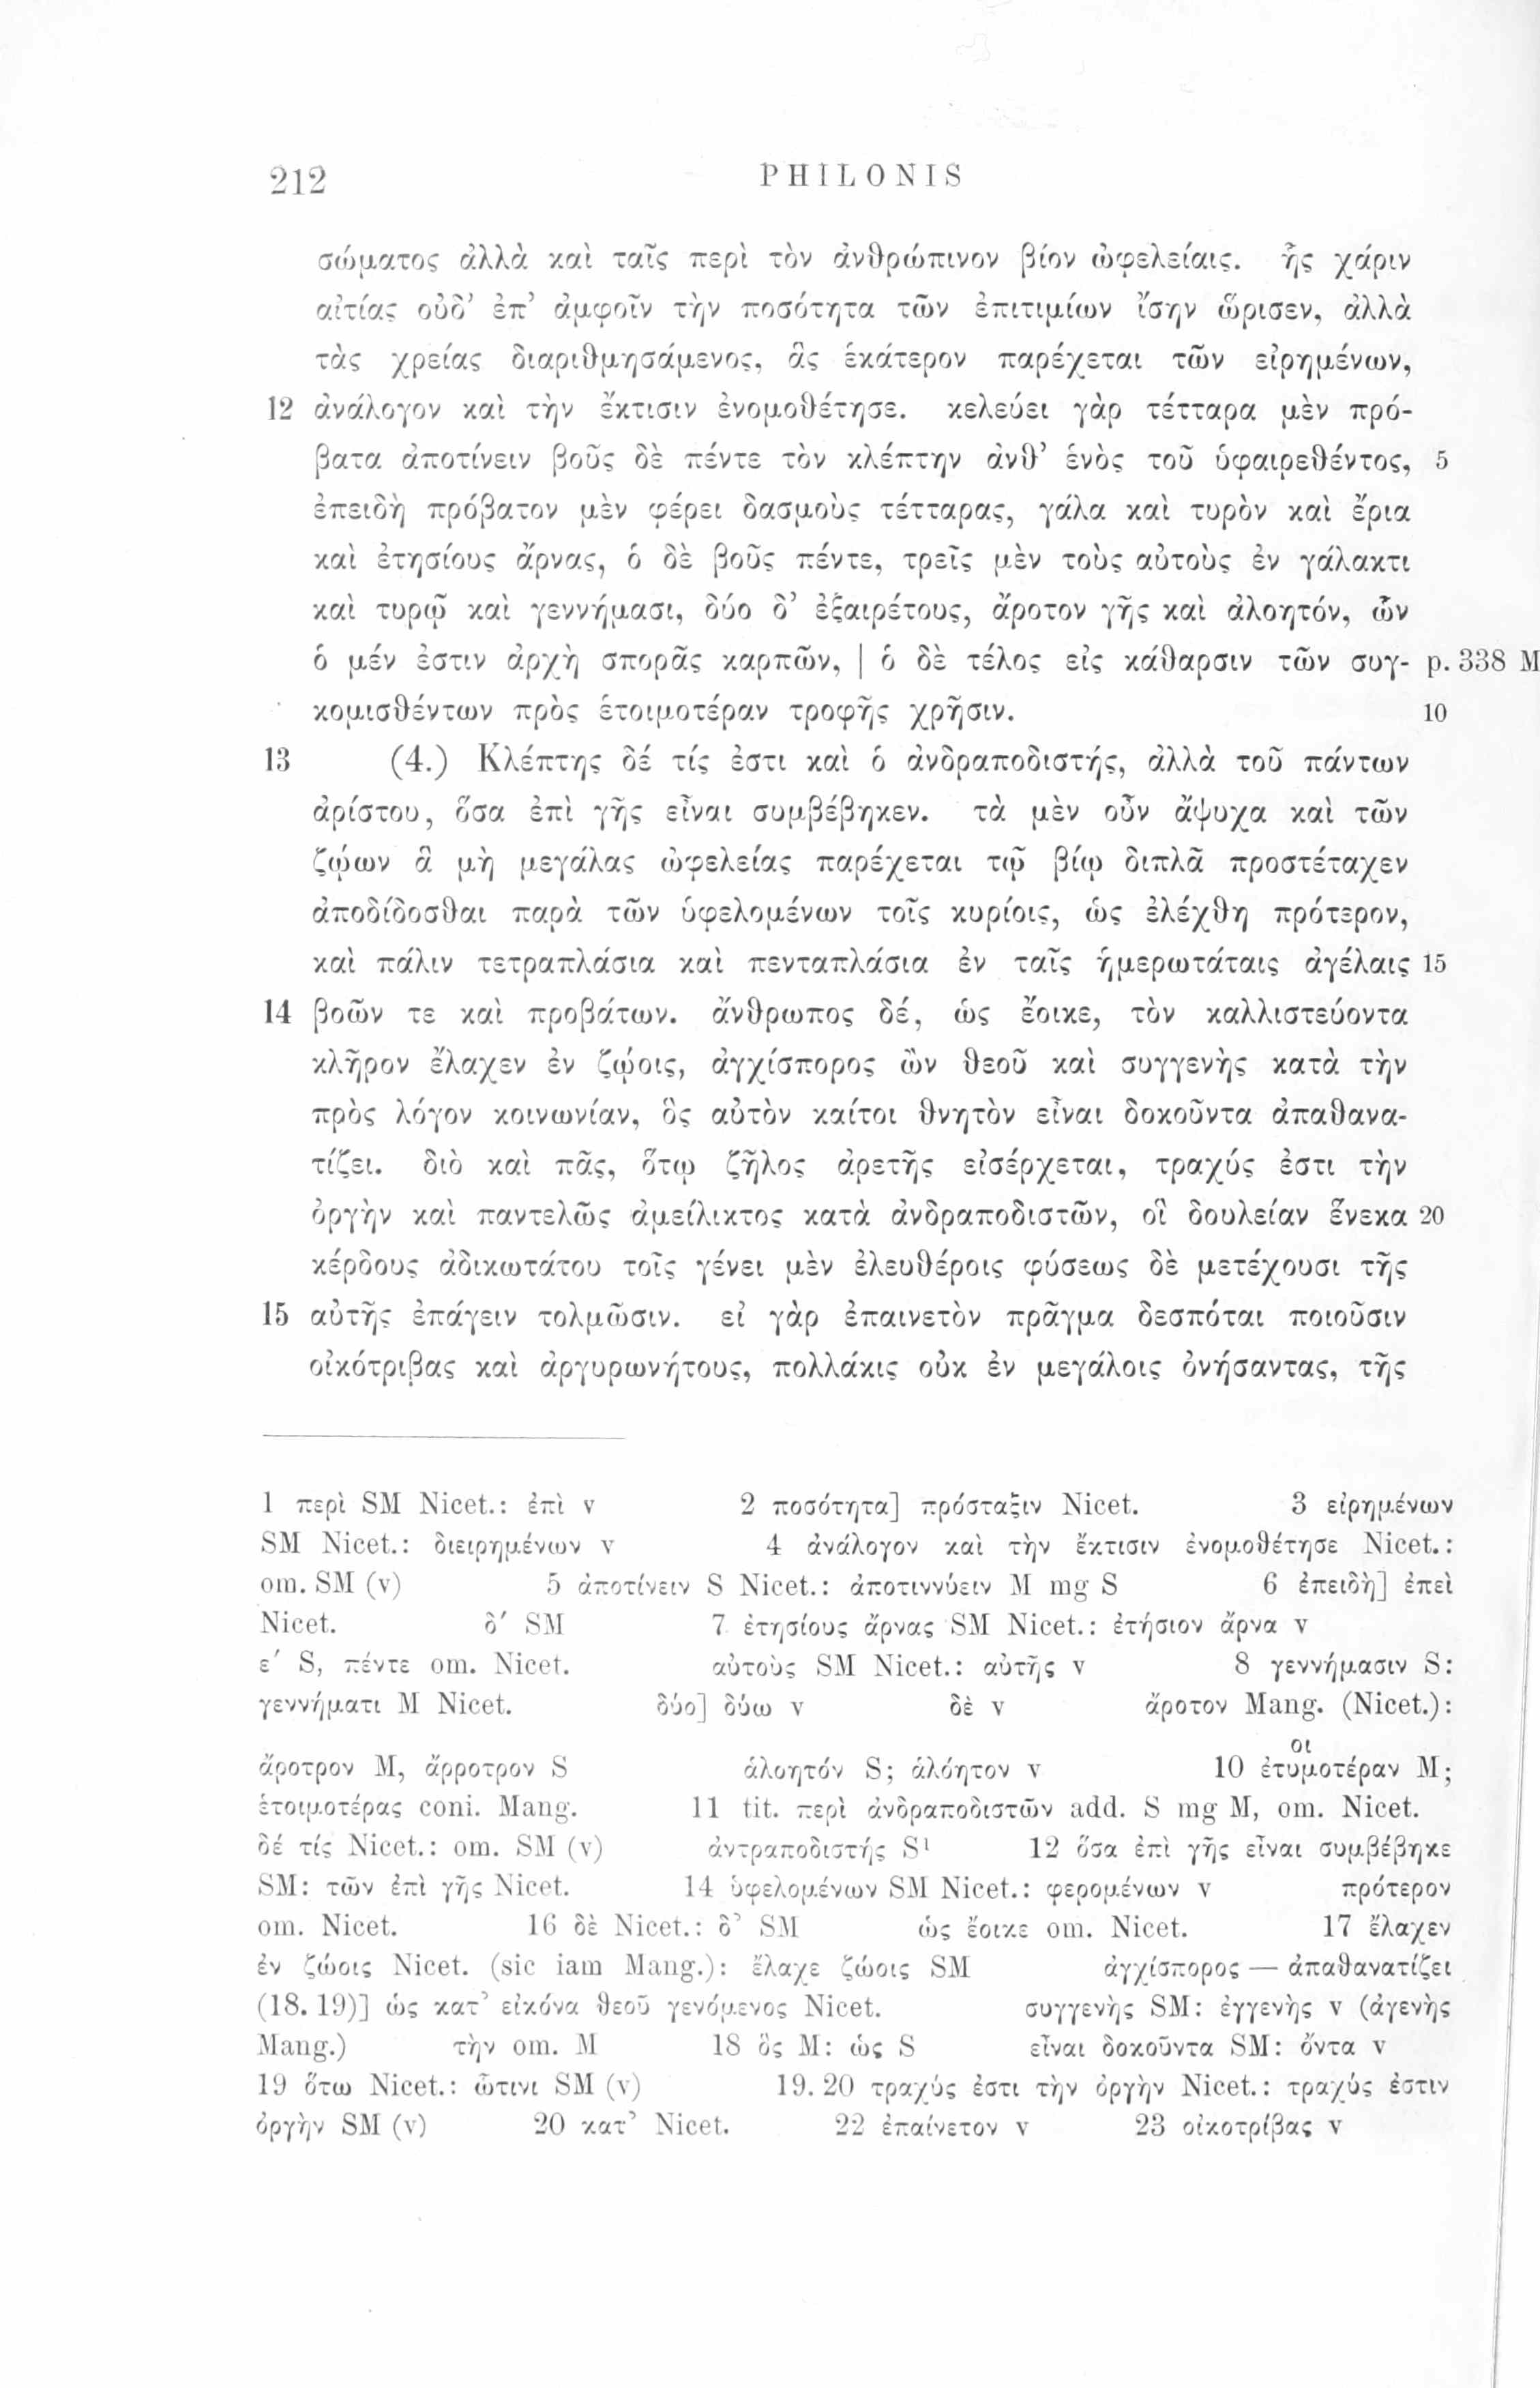 212 PHILONIS
σώματος ἀλλὰ καὶ ταῖς περὶ τὸν ἀνθρώπινον βίον ὠφελείαις. ἧς χάριν
αἰτίας οὐδ’ ἐπ’ ἀμφοῖν τὴν ποσότητα τῶν ἐπιτιμίων ἴσην ὥρισεν, ἀλλὰ
τὰς χρείας διαριθμησάμενος, ἃς ἑκάτερον παρέχεται τῶν εἰρημένων,
12 ἀνάλογον καὶ τὴν ἔκτισιν ἐνομοθέτησε. κελεύει γὰρ τέτταρα μὲν πρό-
βατα ἀποτίνειν βοῦς δὲ πέντε τὸν κλέπτην ἀνθ’ ἑνὸς τοῦ ὑφαιρεθέντος, 5
ἐπειδὴ πρόβατον μὲν φέρει δασμοὺς τέτταρας, γάλα καὶ τυρὸν καὶ ἔρια
καὶ ἐτησίους ἄρνας, ὁ δὲ βοῦς πέντε, τρεῖς μὲν τοὺς αὐτοὺς ἐν γάλακτι
καὶ τυρῷ καὶ γεννήμασι, δύο δ’ ἐξαιρέτους, ἄροτον γῆς καὶ ἀλοητόν, ὧν
ὁ μέν ἐστιν ἀρχὴ σπορᾶς καρπῶν, | ὁ δὲ τέλος εἰς κάθαρσιν τῶν συγ- p. 338 M
κομισθέντων πρὸς ἑτοιμοτέραν τροφῆς χρῆσιν. 10
13 (4.) Κλέπτης δέ τίς ἐστι καὶ ὁ ἀνδραποδιστής, ἀλλὰ τοῦ πάντων
ἀρίστου, ὅσα ἐπὶ γῆς εἶναι συμβέβηκεν. τὰ μὲν οὖν ἄψυχα καὶ τῶν
ζῴων ἃ μὴ μεγάλας ὠφελείας παρέχεται τῷ βίῳ διπλᾶ προστέταχεν
ἀποδίδοσθαι παρὰ τῶν ὑφελομένων τοῖς κυρίοις, ὡς ἐλέχθη πρότερον,
καὶ πάλιν τετραπλάσια καὶ πενταπλάσια ἐν ταῖς ἡμερωτάταις ἀγέλαις 15
14 βοῶν τε καὶ προβάτων. ἄνθρωπος δέ, ὡς ἔοικε, τὸν καλλιστεύοντα
κλῆρον ἔλαχεν ἐν ζῴοις, ἀγχίσπορος ὢν θεοῦ καὶ συγγενὴς κατὰ τὴν
πρὸς λόγον κοινωνίαν, ὃς αὐτὸν καίτοι θνητὸν εἶναι δοκοῦντα ἀπαθανα-
τίζει. διὸ καὶ πᾶς, ὅτῳ ζῆλος ἀρετῆς εἰσέρχεται, τραχύς ἐστι τὴν
ὀργὴν καὶ παντελῶς ἀμείλικτος κατὰ ἀνδραποδιστῶν, οἳ δουλείαν ἕνεκα 20
κέρδους ἀδικωτάτου τοῖς γένει μὲν ἐλευθέροις φύσεως δὲ μετέχουσι τῆς
15 αὐτῆς ἐπάγειν τολμῶσιν. εἰ γὰρ ἐπαινετὸν πρᾶγμα δεσπόται ποιοῦσιν
οἰκότριβας καὶ ἀργυρωνήτους, πολλάκις οὐκ ἐν μεγάλοις ὀνήσαντας, τῆς
1 περὶ SM Nicet.: ἐπὶ v 2 ποσότητα] πρόσταξιν Nicet. 3 εἰρημένων
SM Nicet.: διειρημένων v 4 ἀνάλογον καὶ τὴν ἔκτισιν ἐνομοθέτησε Nicet.:
om. SM (v) 5 ἀποτίνειν S Nicet.: ἀποτιννύειν M mg S 6 ἐπειδὴ] ἐπεὶ
Nicet. δ′ SM 7 ἐτησίους ἄρνας SM Nicet.: ἐτήσιον ἄρνα v
ε′ S, πέντε om. Nicet. αὐτοὺς SM Nicet.: αὐτῆς v 8 γεννήμασιν S:
γεννήματι M Nicet. δύο] δύω v δὲ v ἄροτον Mang. (Nicet.):
ἄροτρον M, ἄρροτρον S ἁλοητόν S; ἁλόητον v 10 ἑτυμοτέραν M;
οι
ἑτοιμοτέρας coni. Mang. 11 tit. περὶ ἀνδραποδιστῶν add. S mg M, om. Nicet.
δέ τίς Nicet.: om. SM (v) ἀντραποδιστής S¹ 12 ὅσα ἐπὶ γῆς εἶναι συμβέβηκε
SM: τῶν ἐπὶ γῆς Nicet. 14 ὑφελομένων SM Nicet.: φερομένων v πρότερον
om. Nicet. 16 δὲ Nicet.: δ’ SM ὡς ἔοικε om. Nicet. 17 ἔλαχεν
ἐν ζώοις Nicet. (sic iam Mang.): ἔλαχε ζώοις SM ἀγχίσπορος — ἀπαθανατίζει
(18. 19)] ὡς κατ’ εἰκόνα θεοῦ γενόμενος Nicet. συγγενὴς SM: ἐγγενὴς v (ἀγενὴς
Mang.) τὴν om. M 18 ὃς M: ὡς S εἶναι δοκοῦντα SM: ὄντα v
19 ὅτω Nicet.: ὧτινι SM (v) 19. 20 τραχύς ἐστι τὴν ὀργὴν Nicet.: τραχύς ἐστιν
ὀργὴν SM (v) 20 κατ’ Nicet. 22 ἐπαίνετον v 23 οἰκοτρίβας v